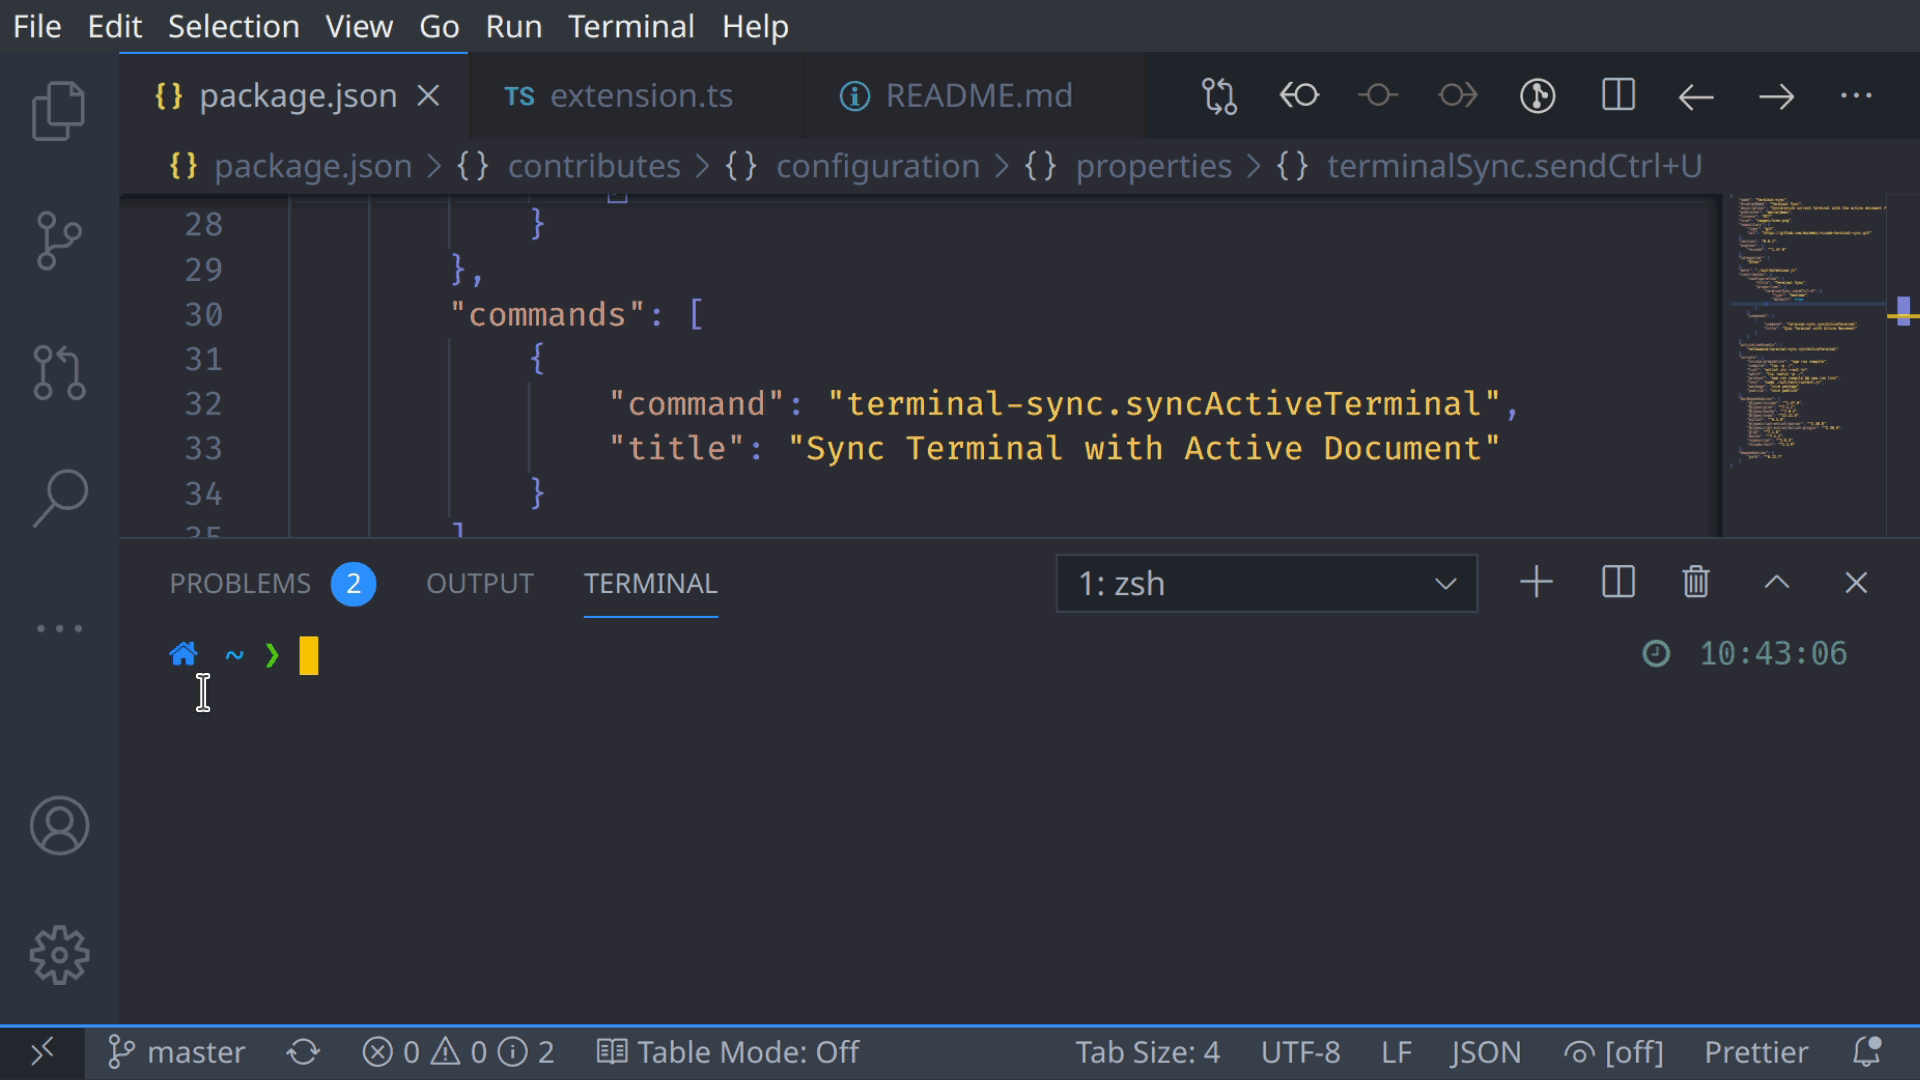 File Edit Selection View Go Run Terminal Help
{} package.json TS extension.ts README.md
{} package.json > {} contributes > {} configuration > {} properties > {} terminalSync.sendCtrl+U
28 }
29 },
30 "commands": [
31 {
32 "command": "terminal-sync.syncActiveTerminal",
33 "title": "Sync Terminal with Active Document"
34 }
35 ]
PROBLEMS 2 OUTPUT TERMINAL 1: zsh
~ ❯ 10:43:06
master 0 0 2 Table Mode: Off Tab Size: 4 UTF-8 LF JSON [off] Prettier